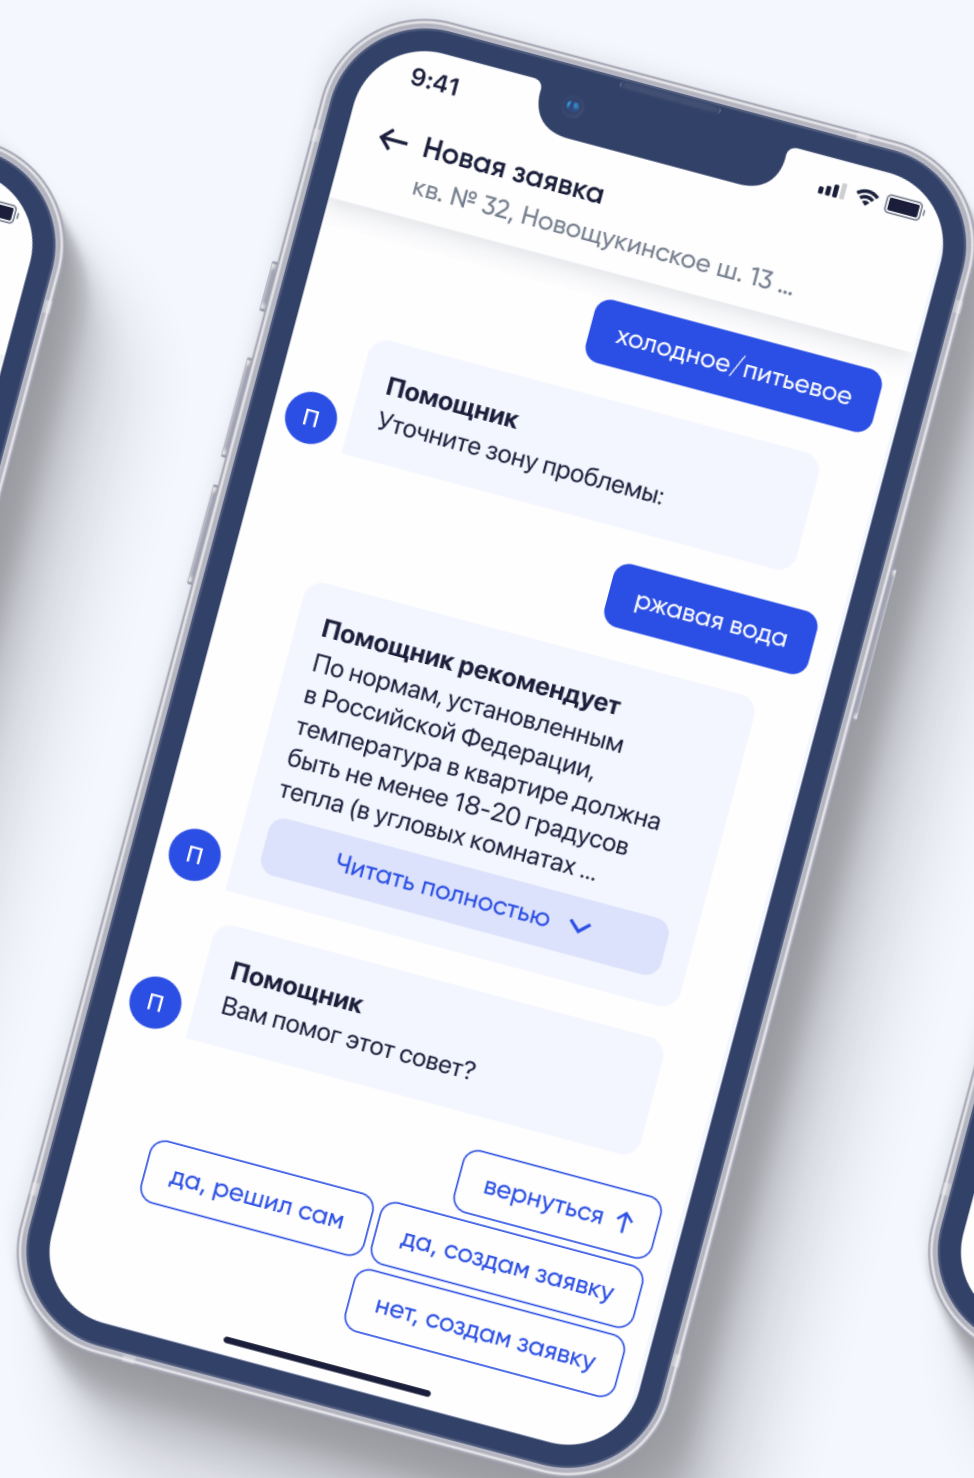 9:41
Новая заявка
кв. № 32, Новощукинское ш. 13 ...
холодное/питьевое
П
Помощник
Уточните зону проблемы:
ржавая вода
Помощник рекомендует
По нормам, установленным
в Российской Федерации,
температура в квартире должна
быть не менее 18-20 градусов
тепла (в угловых комнатах ...
Читать полностью
П
Помощник
Вам помог этот совет?
П
вернуться ↑
да, решил сам
да, создам заявку
нет, создам заявку